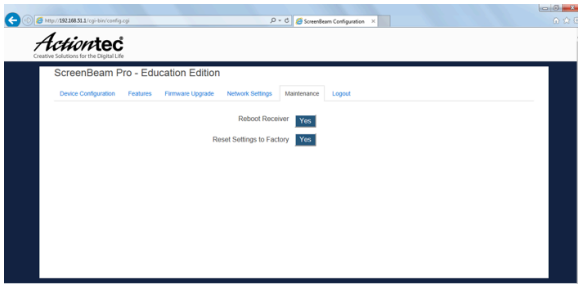 http://192.168.51.1/cgi-bin/config.cgi
ScreenBeam Configuration
Actiontec
Creative Solutions for the Digital Life
ScreenBeam Pro - Education Edition
Device Configuration Features Firmware Upgrade Network Settings Maintenance Logout
Reboot Receiver Yes
Reset Settings to Factory Yes